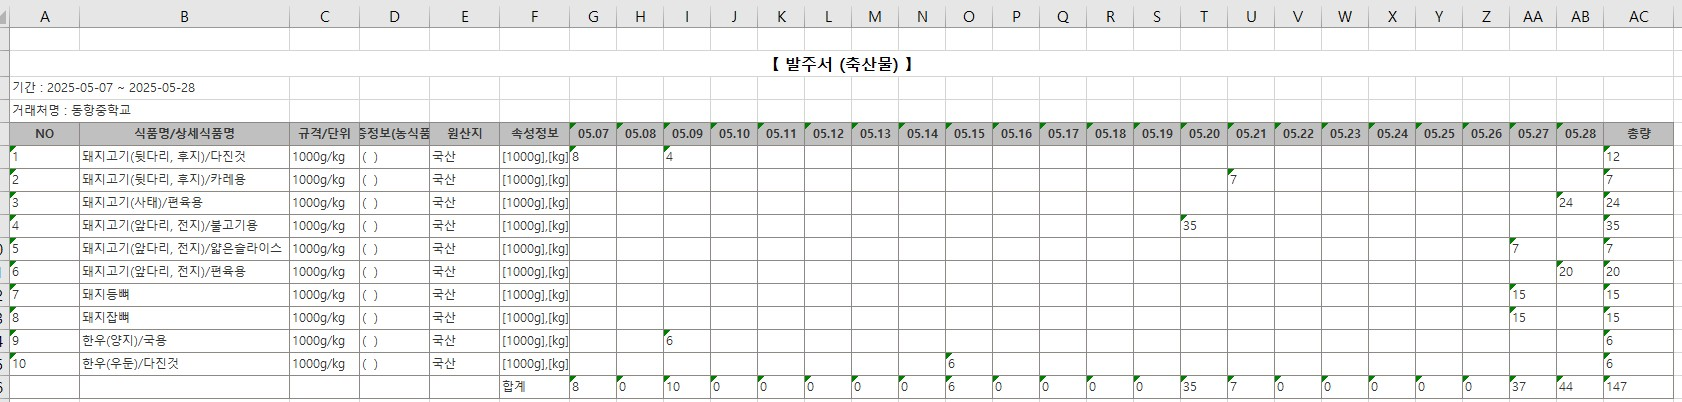 A B C D E F G H I J K L M N O P Q R S T U V W X Y Z AA AB AC
【 발주서 (축산물) 】
기간 : 2025-05-07 ~ 2025-05-28
거래처명 : 동항중학교
NO 식품명/상세식품명 규격/단위 증정보(농식품 원산지 속성정보 05.07 05.08 05.09 05.10 05.11 05.12 05.13 05.14 05.15 05.16 05.17 05.18 05.19 05.20 05.21 05.22 05.23 05.24 05.25 05.26 05.27 05.28 총량
1 돼지고기(뒷다리, 후지)/다진것 1000g/kg ( ) 국산 [1000g],[kg] 8 4 12
2 돼지고기(뒷다리, 후지)/카레용 1000g/kg ( ) 국산 [1000g],[kg] 7 7
3 돼지고기(사태)/편육용 1000g/kg ( ) 국산 [1000g],[kg] 24 24
4 돼지고기(앞다리, 전지)/불고기용 1000g/kg ( ) 국산 [1000g],[kg] 35 35
5 돼지고기(앞다리, 전지)/얇은슬라이스 1000g/kg ( ) 국산 [1000g],[kg] 7 7
6 돼지고기(앞다리, 전지)/편육용 1000g/kg ( ) 국산 [1000g],[kg] 20 20
7 돼지등뼈 1000g/kg ( ) 국산 [1000g],[kg] 15 15
8 돼지잡뼈 1000g/kg ( ) 국산 [1000g],[kg] 15 15
9 한우(양지)/국용 1000g/kg ( ) 국산 [1000g],[kg] 6 6
10 한우(우둔)/다진것 1000g/kg ( ) 국산 [1000g],[kg] 6 6
합계 8 0 10 0 0 0 0 0 6 0 0 0 0 35 7 0 0 0 0 0 37 44 147